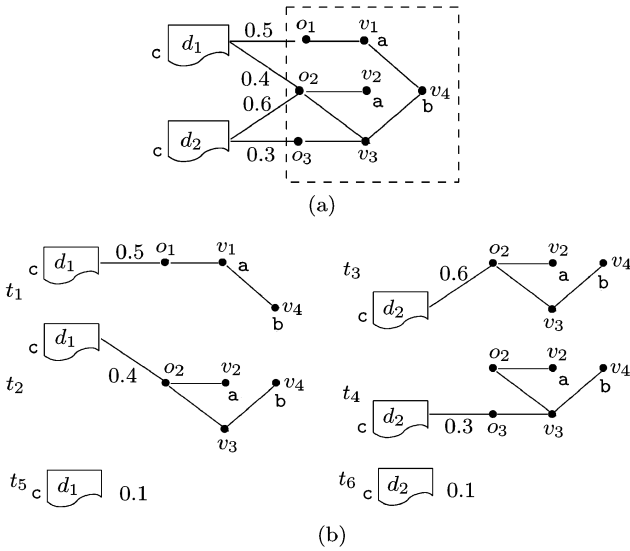 0.5 o1 v1
c d1 a
0.4 o2 v2 v4
0.6 a b
c d2
0.3 o3 v3
(a)
c d1 0.5 o1 v1 a
t1
v4
b
c d1
0.4 o2 v2 v4
t2 a b
v3
t5 c d1 0.1
o2 v2 v4
t3 0.6 a b
c d2 v3
o2 v2 v4
t4 a b
c d2 0.3 o3 v3
t6 c d2 0.1
(b)